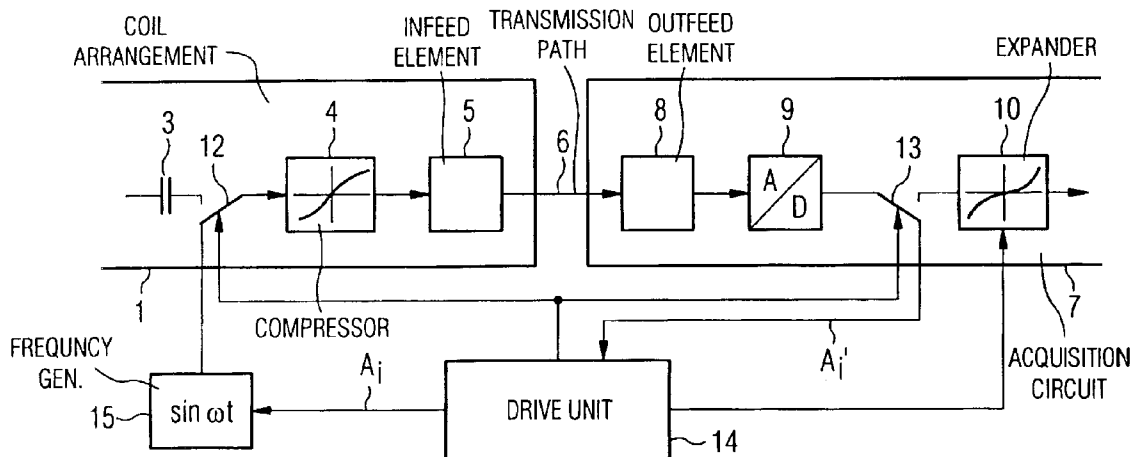 COIL
ARRANGEMENT
INFEED
ELEMENT
TRANSMISSION
PATH
OUTFEED
ELEMENT
EXPANDER
3
12
4
5
6
8
9
13
10
A
D
1
COMPRESSOR
7
FREQUNCY
GEN.
Ai
Ai'
ACQUISITION
CIRCUIT
15
sin ωt
DRIVE UNIT
14